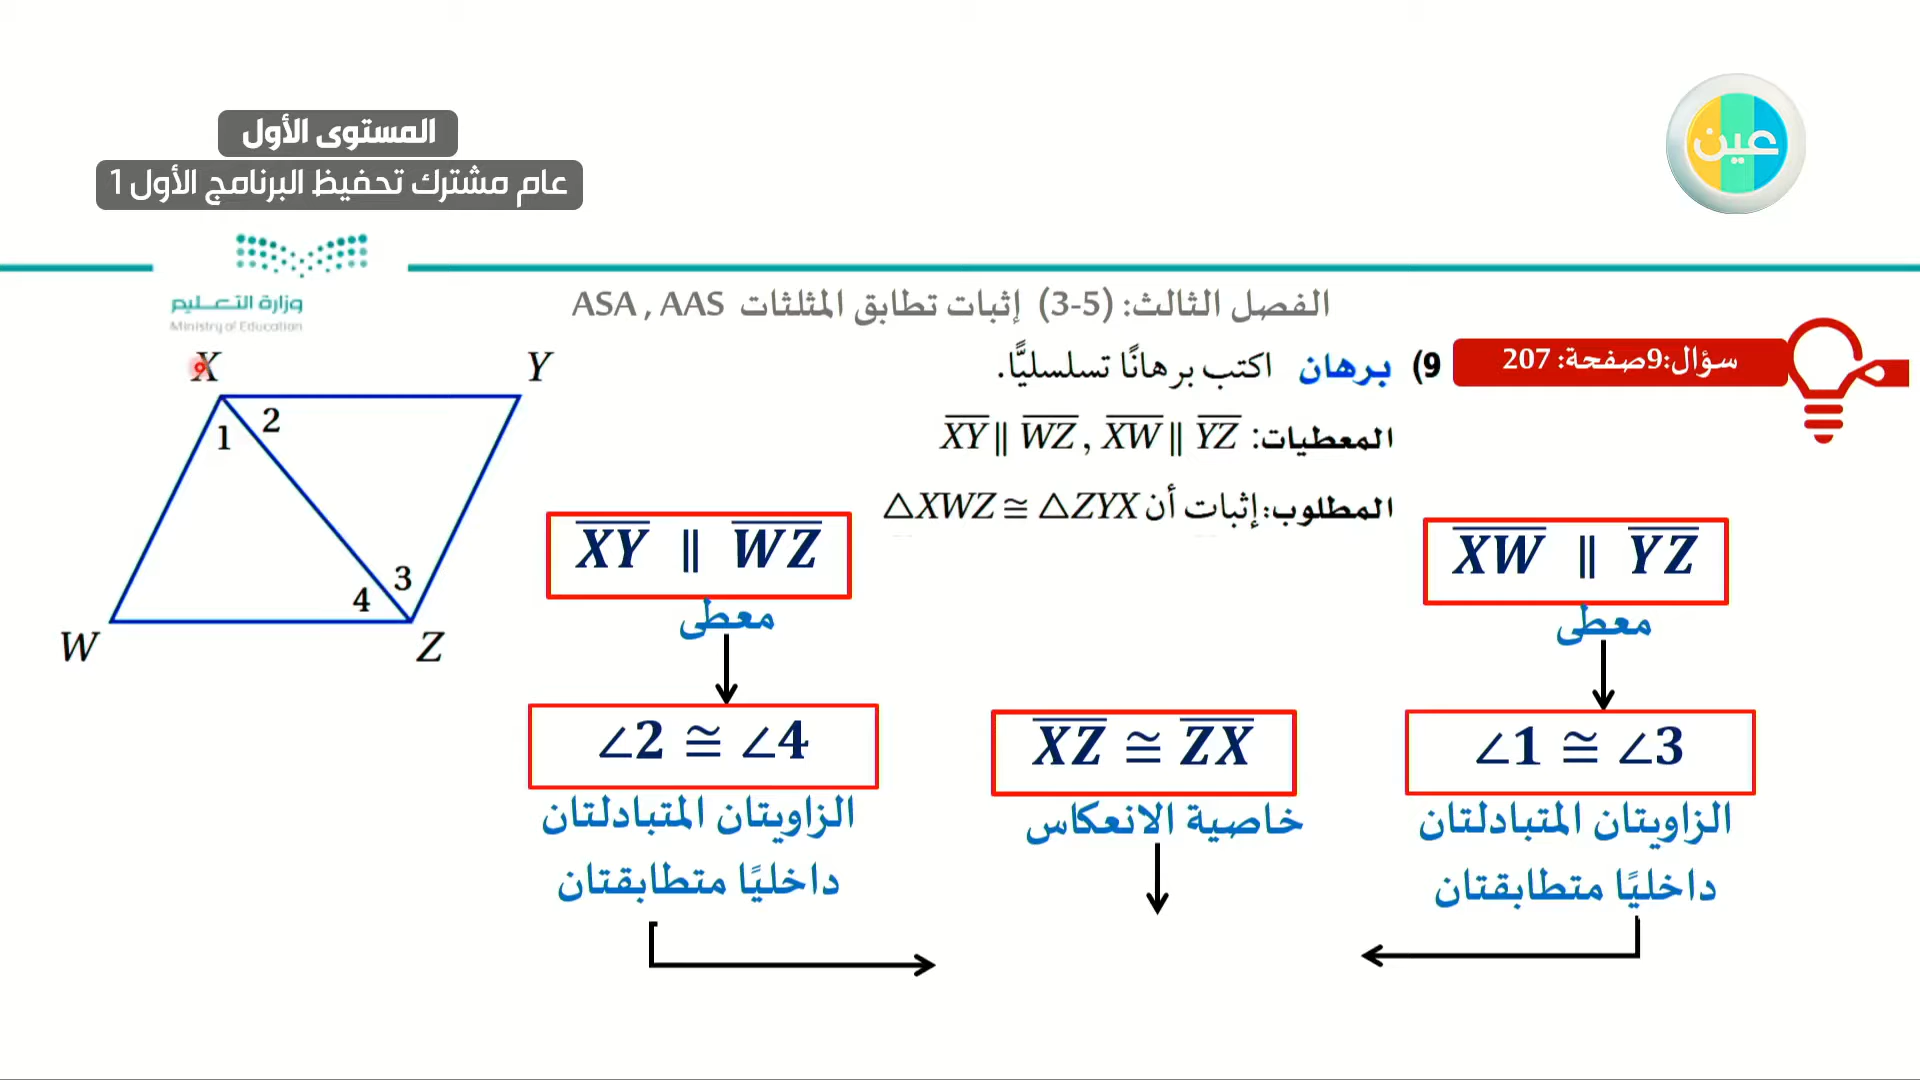 المستوى الأول
عام مشترك تحفيظ البرنامج الأول 1
عين
وزارة التعليم
Ministry of Education
الفصل الثالث: (5-3) إثبات تطابق المثلثات ASA , AAS
سؤال:9صفحة: 207
9) برهان اكتب برهانًا تسلسليًّا.
المعطيات: XY ∥ WZ , XW ∥ YZ
المطلوب: إثبات أن △XWZ ≅ △ZYX
X
Y
1
2
3
4
W
Z
XW ∥ YZ
معطى
XY ∥ WZ
معطى
∠1 ≅ ∠3
الزاويتان المتبادلتان
داخليًا متطابقتان
XZ ≅ ZX
خاصية الانعكاس
∠2 ≅ ∠4
الزاويتان المتبادلتان
داخليًا متطابقتان